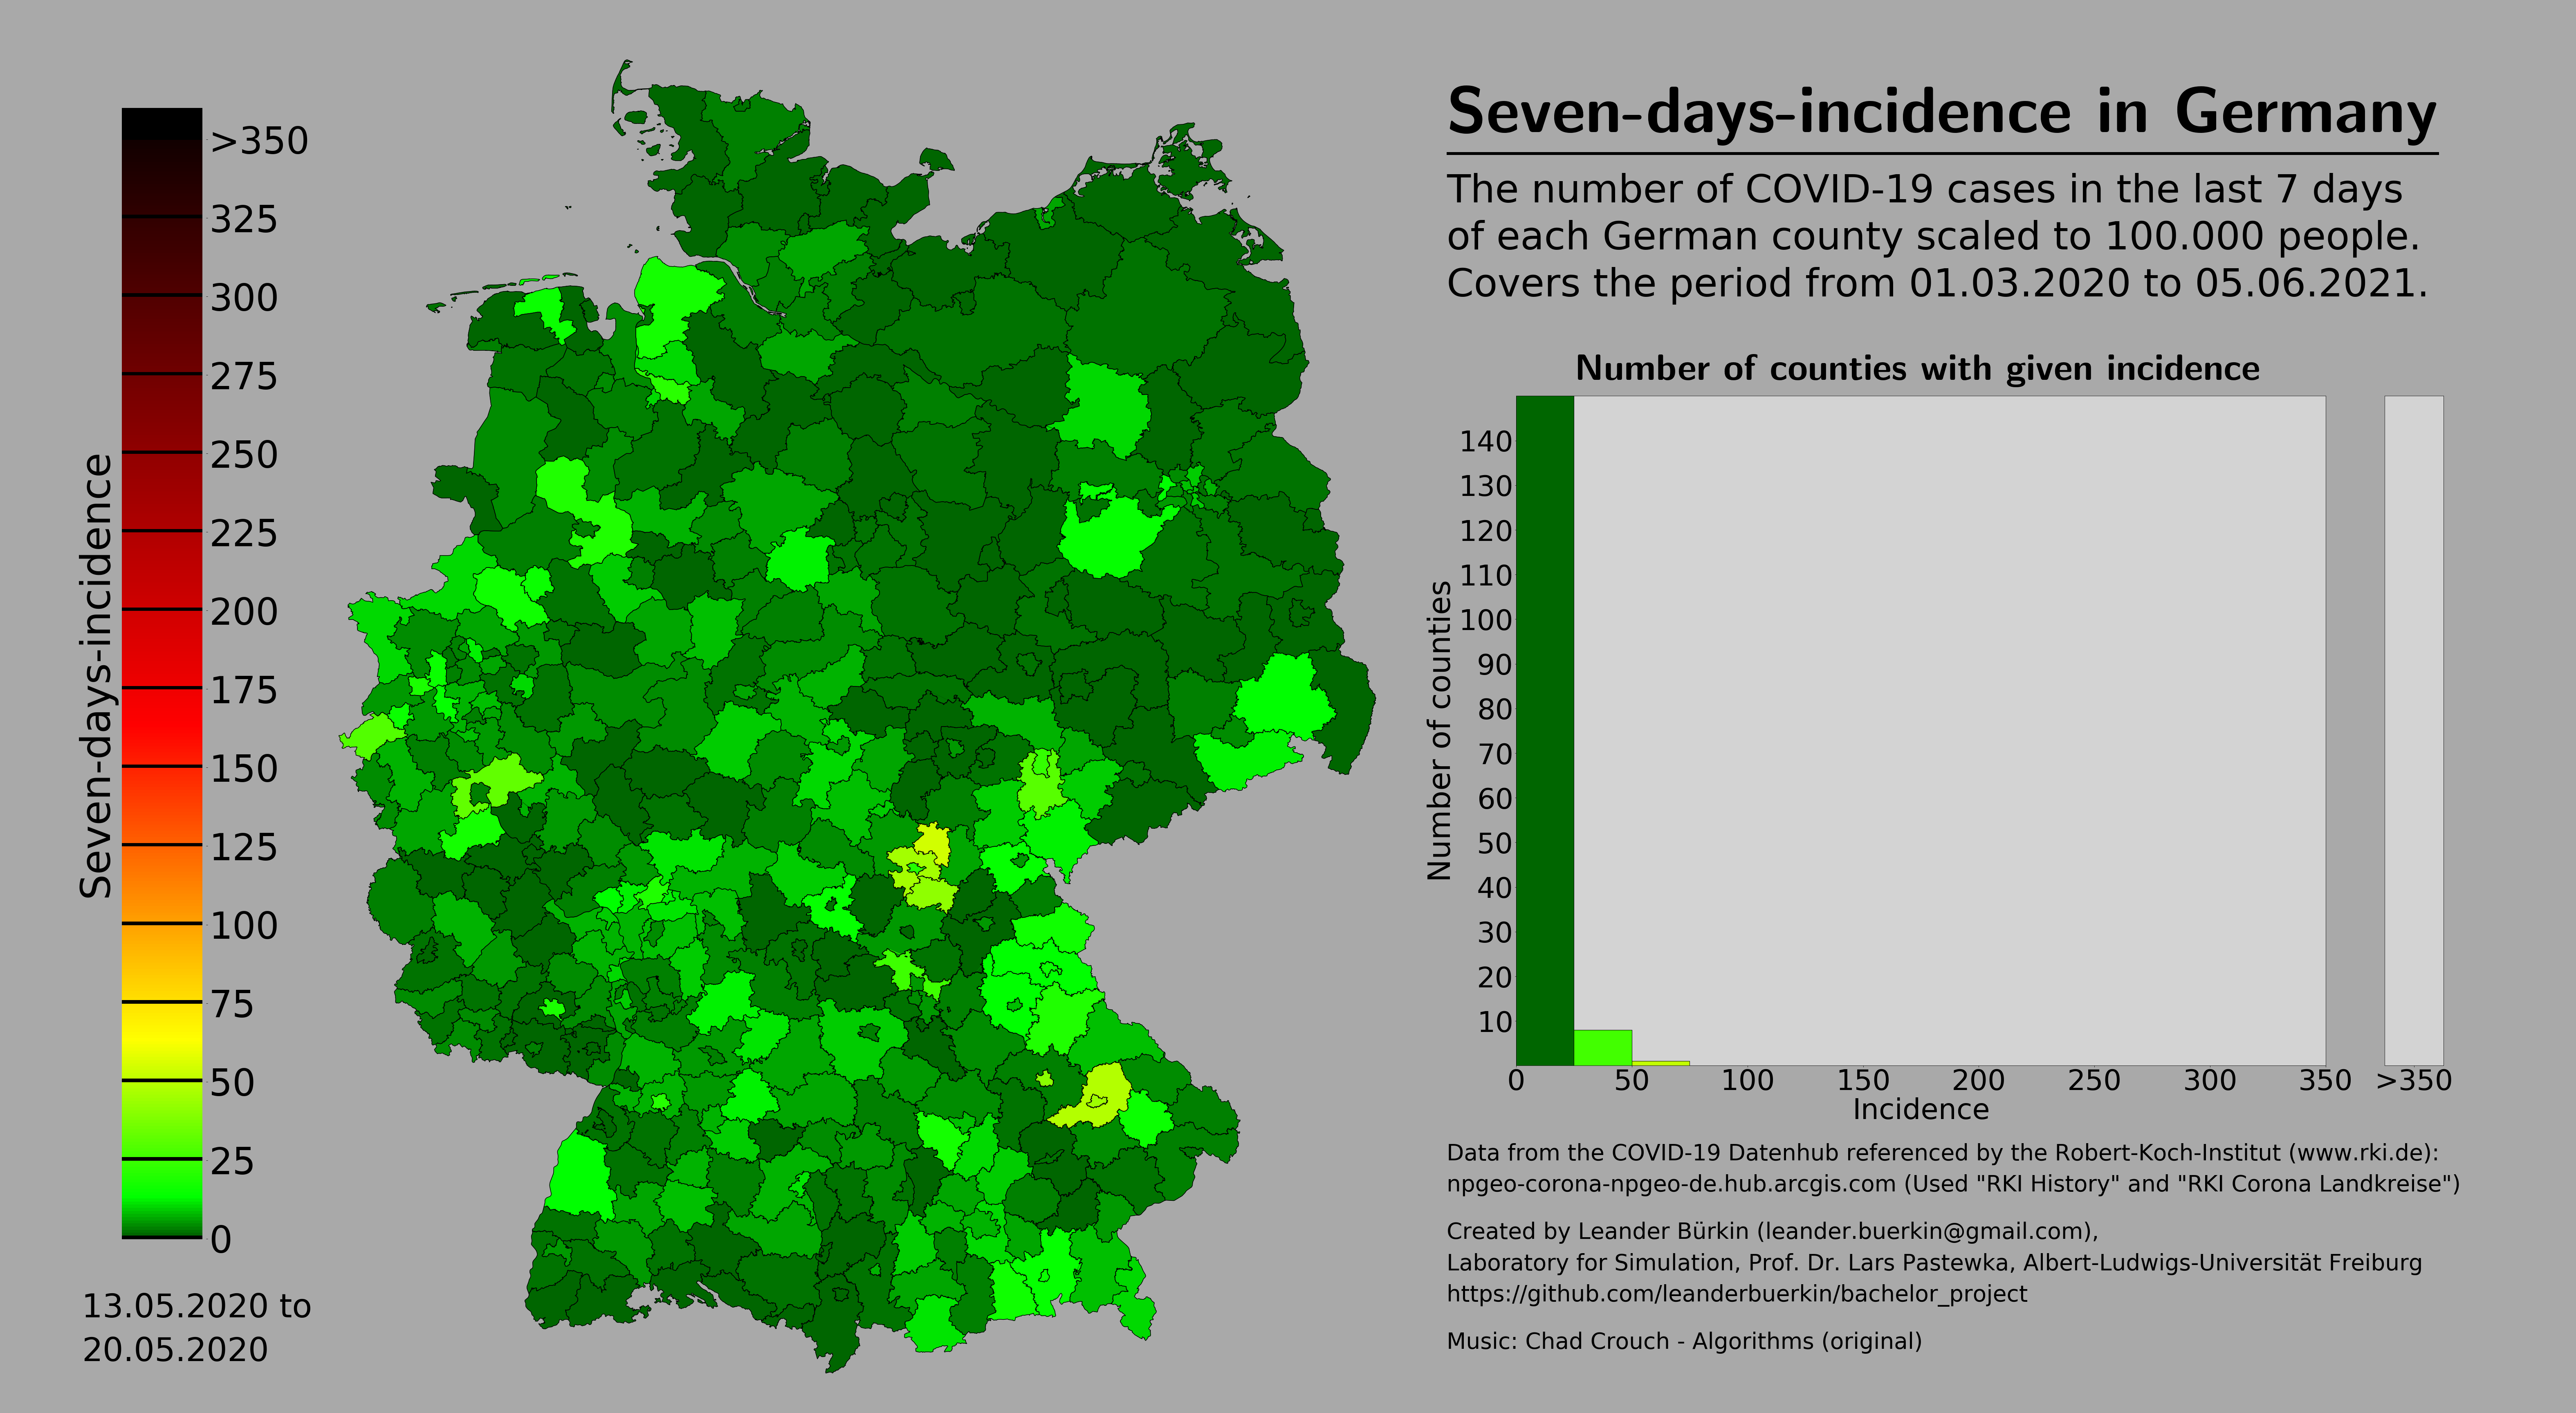 Seven-days-incidence in Germany
The number of COVID-19 cases in the last 7 days
of each German county scaled to 100.000 people.
Covers the period from 01.03.2020 to 05.06.2021.
Seven-days-incidence
>350
325
300
275
250
225
200
175
150
125
100
75
50
25
0
13.05.2020 to
20.05.2020
Number of counties with given incidence
Number of counties
140
130
120
110
100
90
80
70
60
50
40
30
20
10
0 50 100 150 200 250 300 350 >350
Incidence
Data from the COVID-19 Datenhub referenced by the Robert-Koch-Institut (www.rki.de):
npgeo-corona-npgeo-de.hub.arcgis.com (Used "RKI History" and "RKI Corona Landkreise")
Created by Leander Bürkin (leander.buerkin@gmail.com),
Laboratory for Simulation, Prof. Dr. Lars Pastewka, Albert-Ludwigs-Universität Freiburg
https://github.com/leanderbuerkin/bachelor_project
Music: Chad Crouch - Algorithms (original)